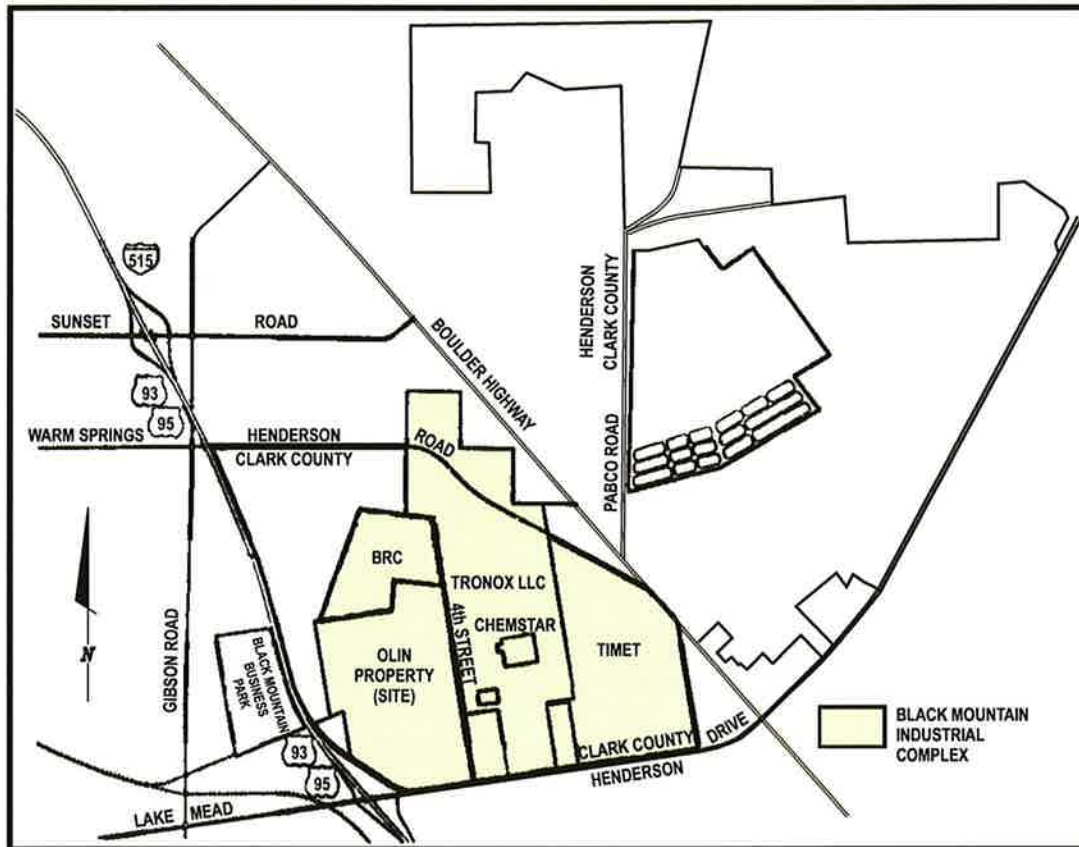 515
SUNSET ROAD
93
95
WARM SPRINGS
HENDERSON
CLARK COUNTY
ROAD
BOULDER HIGHWAY
HENDERSON
CLARK COUNTY
PABCO ROAD
GIBSON ROAD
N
BLACK MOUNTAIN
BUSINESS
PARK
BRC
TRONOX LLC
4th STREET
CHEMSTAR
OLIN
PROPERTY
(SITE)
TIMET
93
95
CLARK COUNTY
HENDERSON
DRIVE
LAKE MEAD
BLACK MOUNTAIN
INDUSTRIAL
COMPLEX